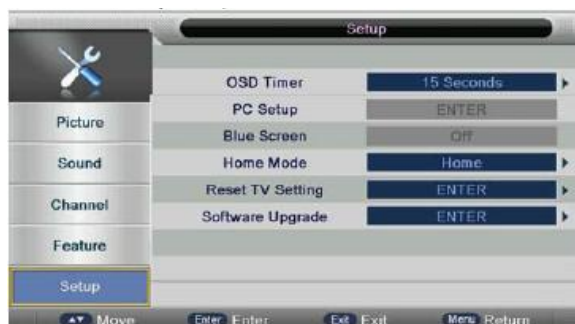 Setup
OSD Timer 15 Seconds
PC Setup ENTER
Blue Screen Off
Home Mode Home
Reset TV Setting ENTER
Software Upgrade ENTER
Picture
Sound
Channel
Feature
Setup
Move Enter Enter Exit Exit Menu Return